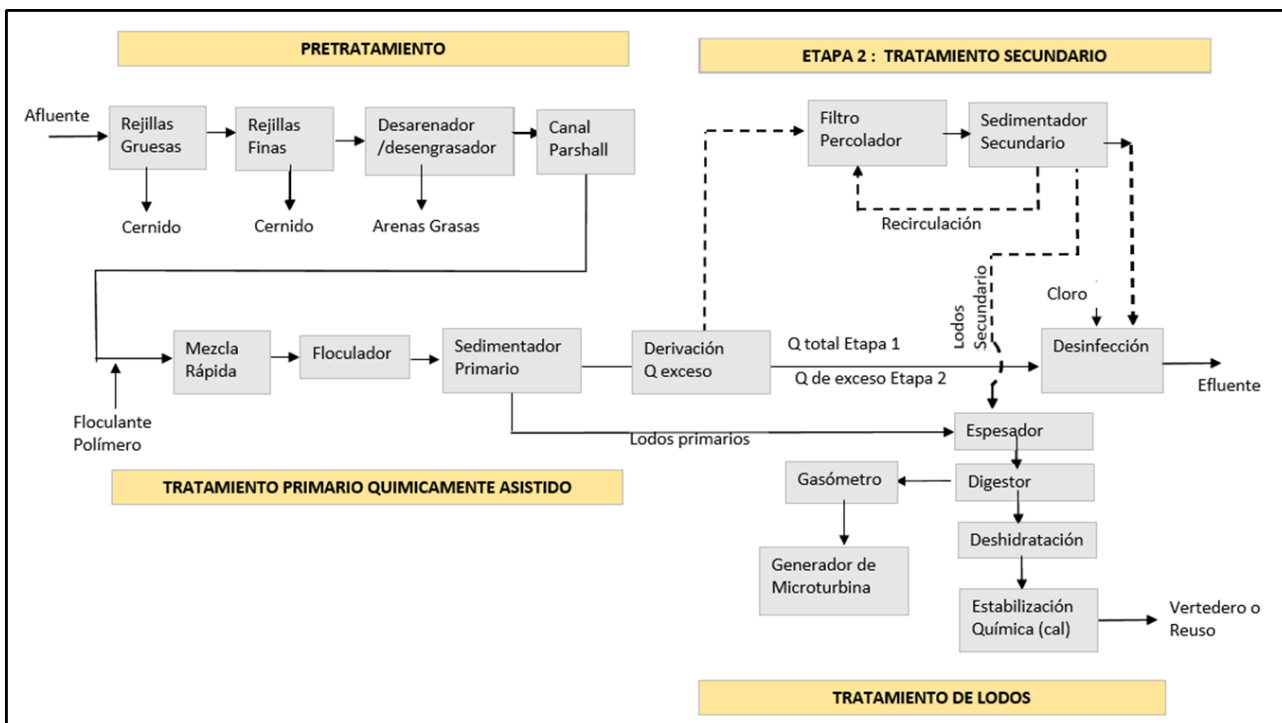 PRETRATAMIENTO
ETAPA 2 : TRATAMIENTO SECUNDARIO
Afluente
Rejillas
Gruesas
Rejillas
Finas
Desarenador
/desengrasador
Canal
Parshall
Filtro
Percolador
Sedimentador
Secundario
Cernido
Cernido
Arenas Grasas
Recirculación
Lodos
Secundario
Cloro
Mezcla
Rápida
Floculador
Sedimentador
Primario
Derivación
Q exceso
Q total Etapa 1
Q de exceso Etapa 2
Desinfección
Efluente
Floculante
Polímero
Lodos primarios
Espesador
TRATAMIENTO PRIMARIO QUIMICAMENTE ASISTIDO
Gasómetro
Digestor
Deshidratación
Generador de
Microturbina
Estabilización
Química (cal)
Vertedero o
Reuso
TRATAMIENTO DE LODOS